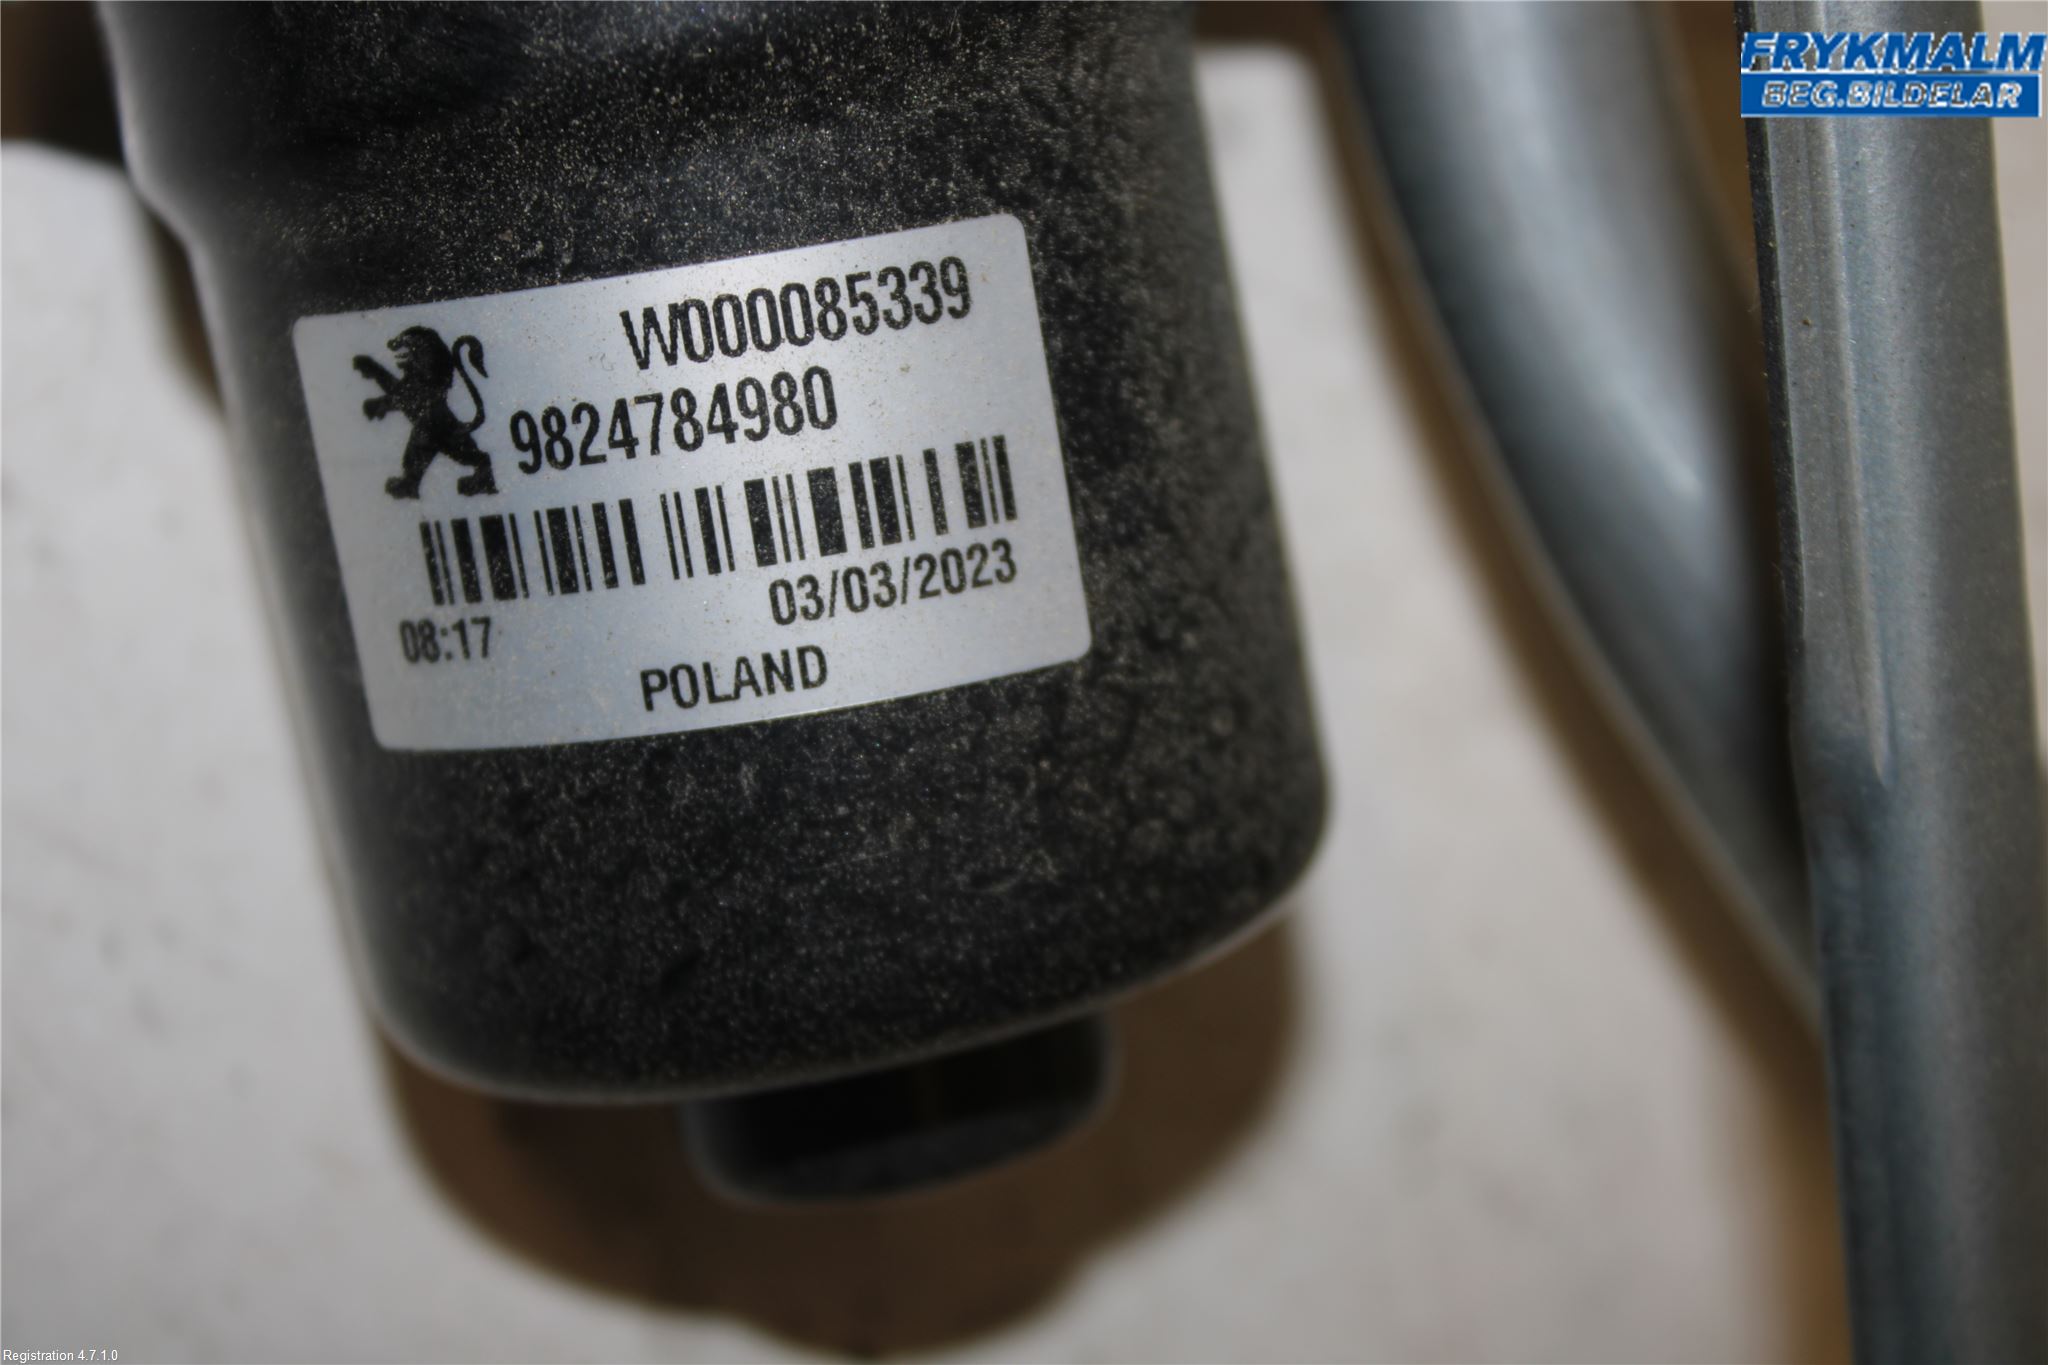 FRYKMALM
BEG.BILDELAR
W000085339
9824784980
03/03/2023
08:17
POLAND
Registration 4.7.1.0